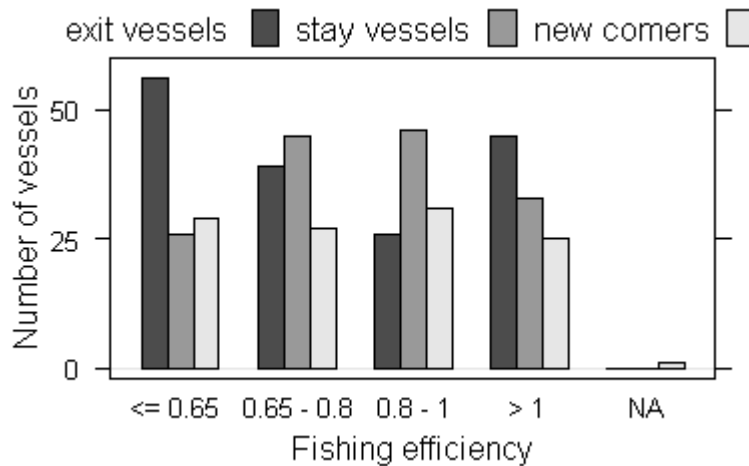 exit vessels stay vessels new comers
Number of vessels
50
25
0
<= 0.65 0.65 - 0.8 0.8 - 1 > 1 NA
Fishing efficiency